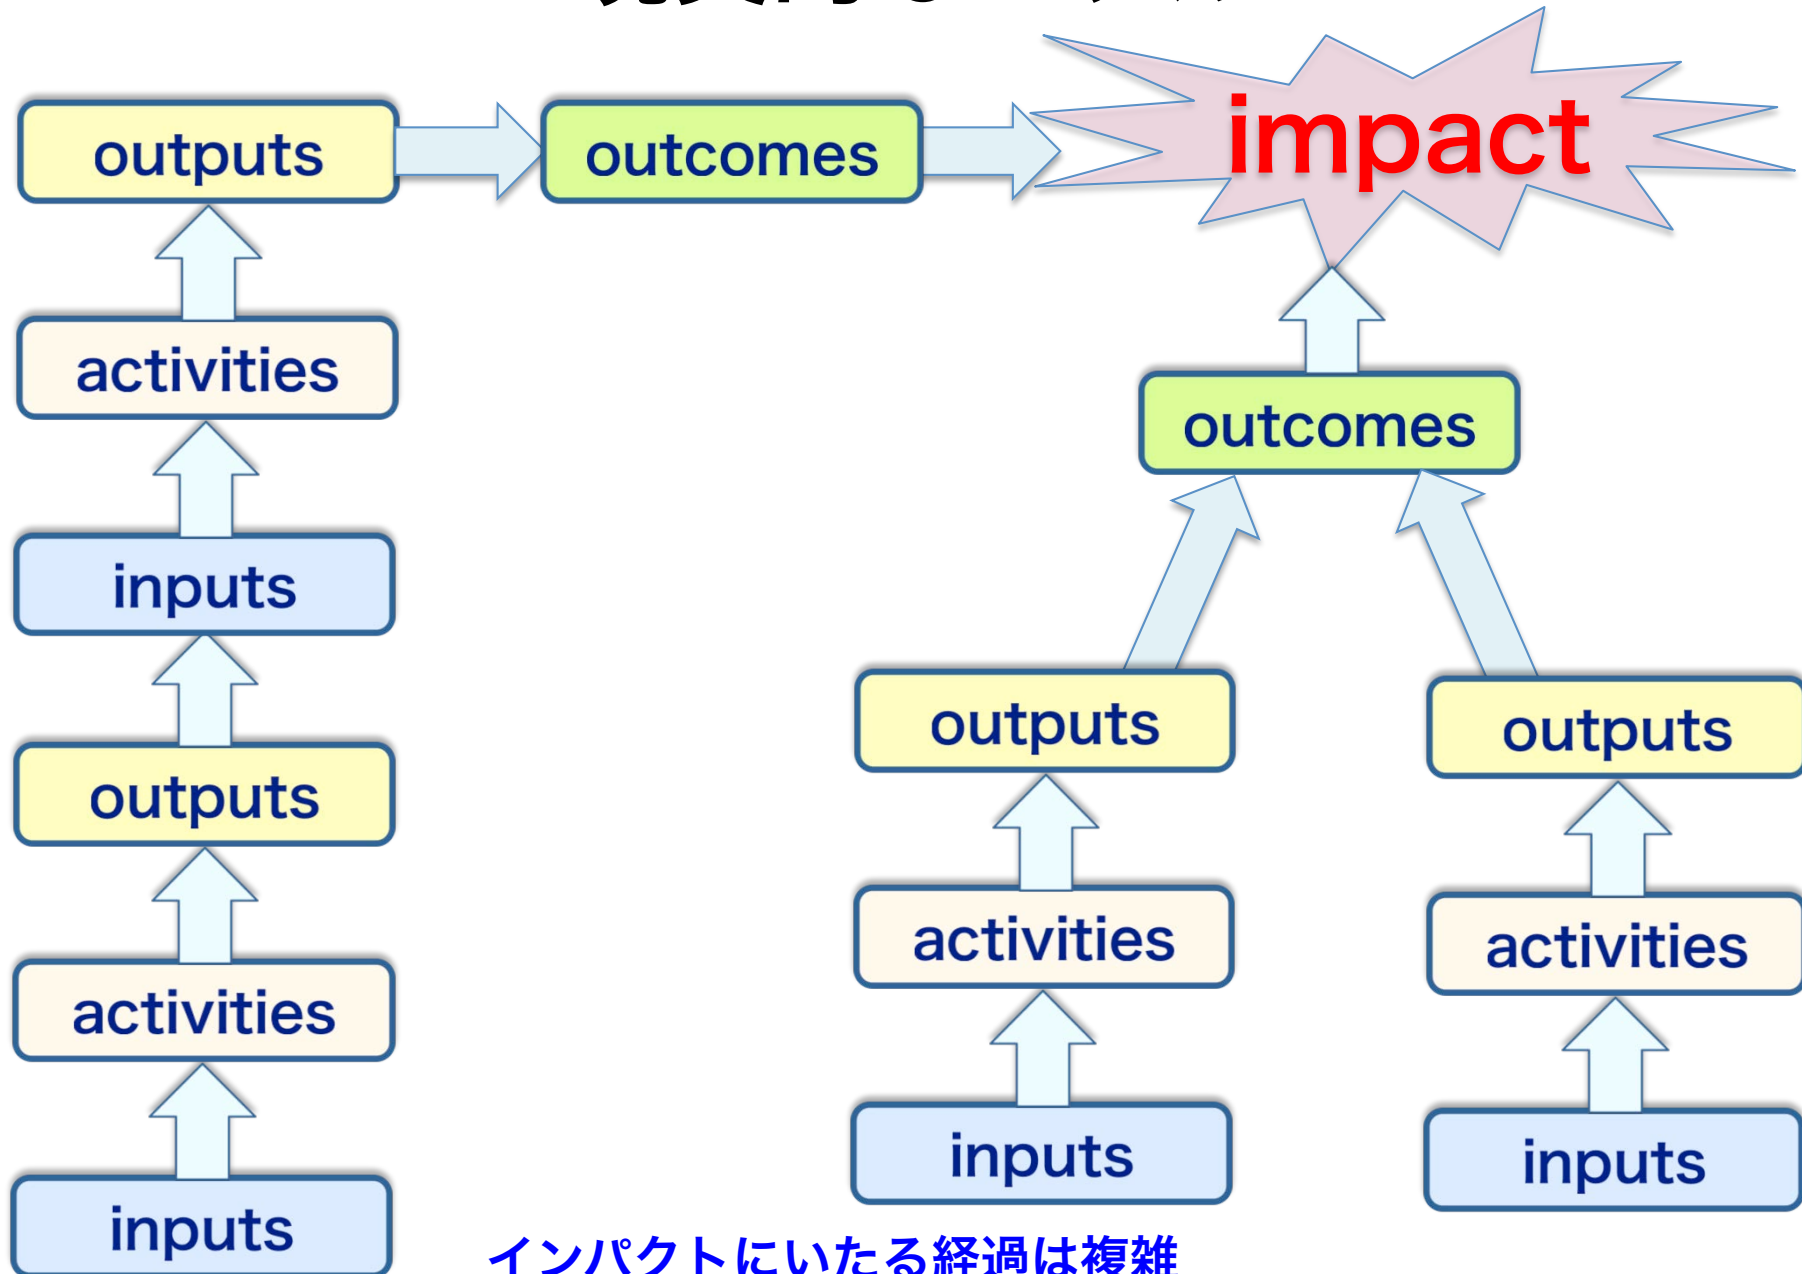 outputs
outcomes
impact
activities
outcomes
inputs
outputs
outputs
outputs
activities
activities
activities
inputs
inputs
inputs
インパクトにいたる経過は複雑